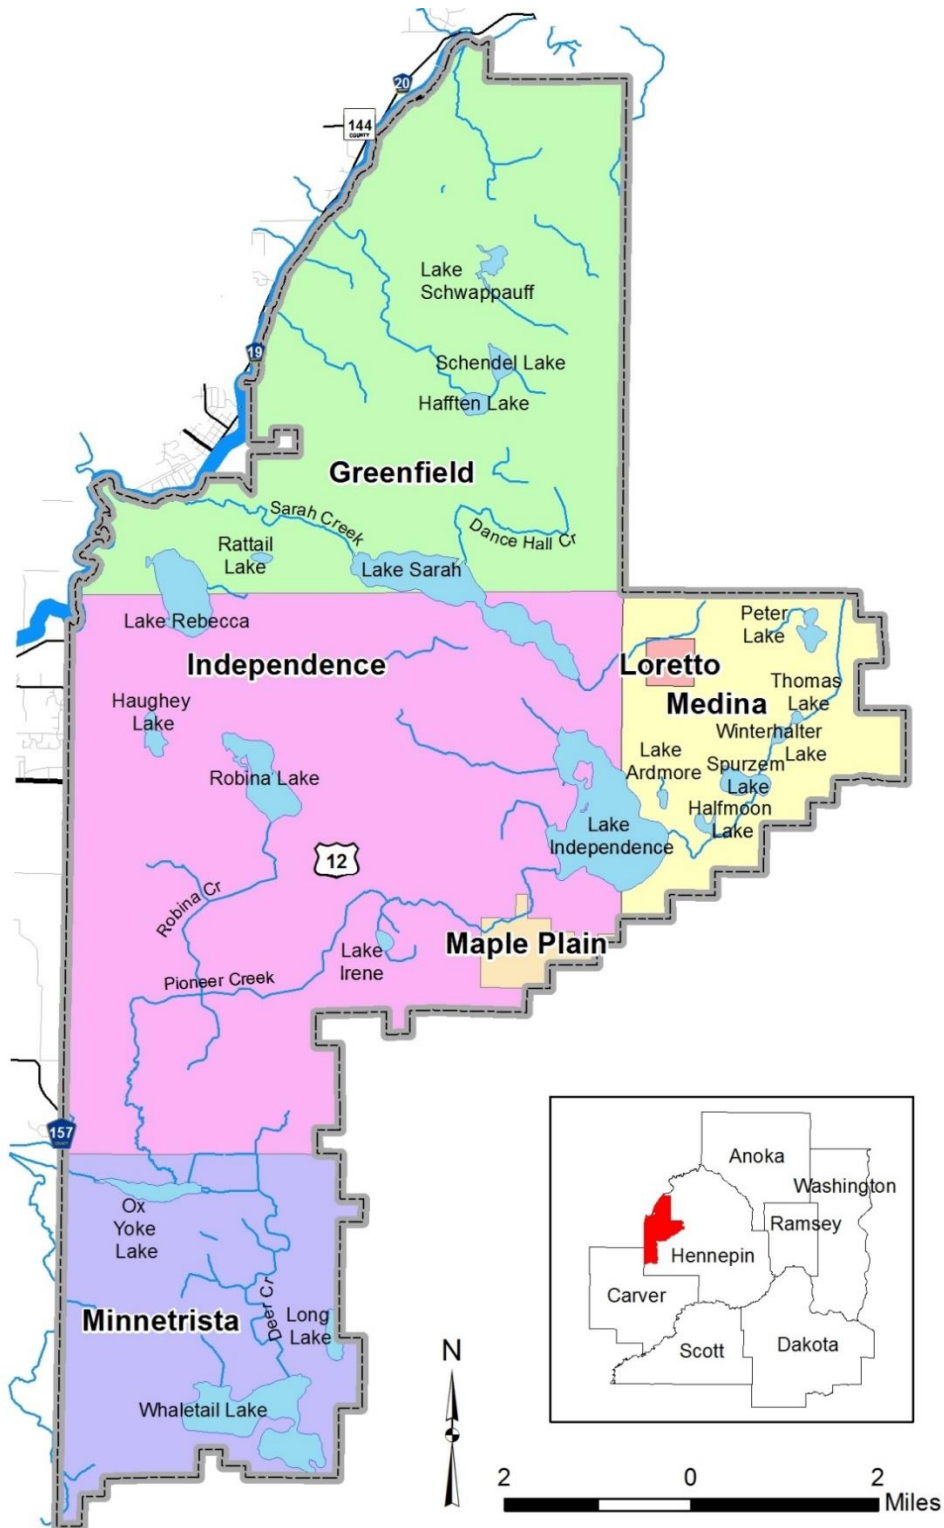 20
144
COUNTY
Lake
Schwappauff
19
Schendel Lake
Hafften Lake
Greenfield
Sarah Creek
Dance Hall Cr
Rattail
Lake
Lake Sarah
Lake Rebecca
Peter
Lake
Independence
Loretto
Medina
Thomas
Lake
Haughey
Lake
Winterhalter
Lake
Lake
Ardmore
Spurzem
Lake
Robina Lake
Halfmoon
Lake
Lake
Independence
12
Robina Cr
Maple Plain
Lake
Irene
Pioneer Creek
157
Ox
Yoke
Lake
Deer Cr
Long
Lake
Minnetrista
Whaletail Lake
Anoka
Washington
Ramsey
Hennepin
Carver
Scott
Dakota
N
2
0
2
Miles